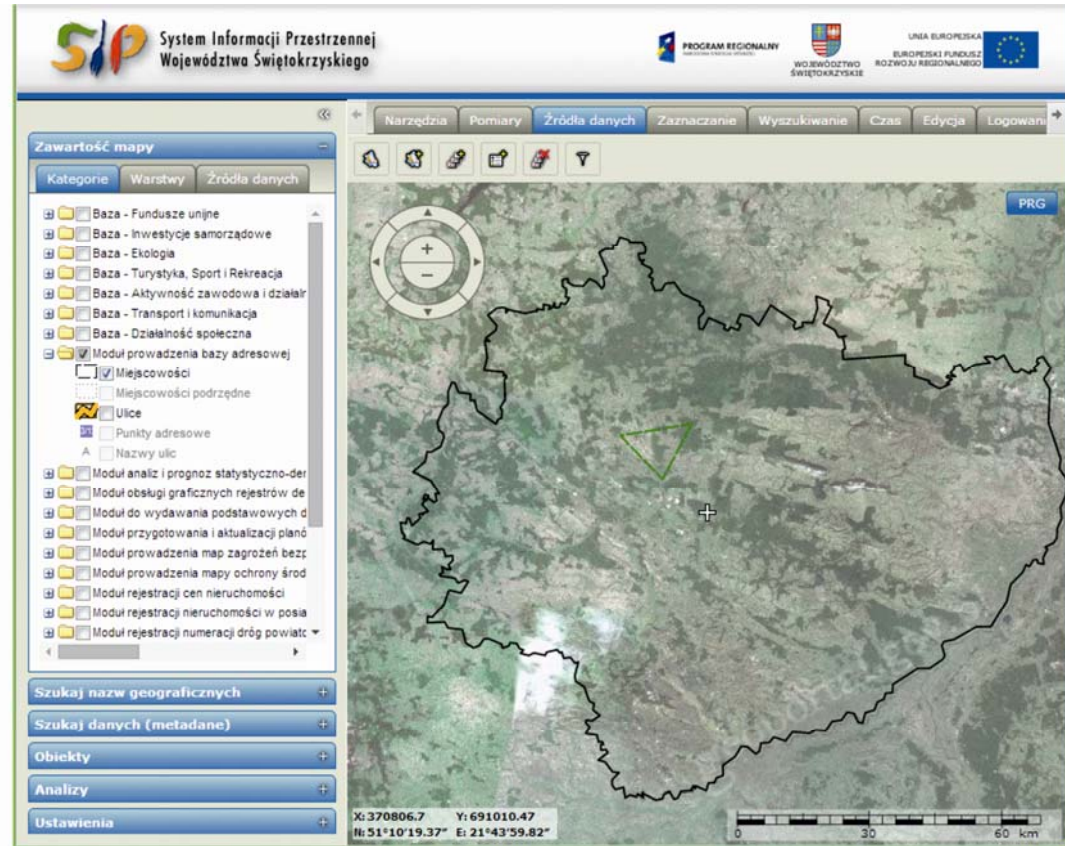 System Informacji Przestrzennej
Województwa Świętokrzyskiego
PROGRAM REGIONALNY
WOJEWÓDZTWO
ŚWIĘTOKRZYSKIE
UNIA EUROPEJSKA
EUROPEJSKI FUNDUSZ
ROZWOJU REGIONALNEGO
Narzędzia Pomiary Źródła danych Zaznaczanie Wyszukiwanie Czas Edycja Logowani
Zawartość mapy
Kategorie Warstwy Źródła danych
Baza - Fundusze unijne
Baza - Inwestycje samorządowe
Baza - Ekologia
Baza - Turystyka, Sport i Rekreacja
Baza - Aktywność zawodowa i działalr
Baza - Transport i komunikacja
Baza - Działalność społeczna
Moduł prowadzenia bazy adresowej
Miejscowości
Miejscowości podrzędne
Ulice
Punkty adresowe
A Nazwy ulic
Moduł analiz i prognoz statystyczno-der
Moduł obsługi graficznych rejestrów de
Moduł do wydawania podstawowych d
Moduł przygotowania i aktualizacji planó
Moduł prowadzenia map zagrożeń bezp
Moduł prowadzenia mapy ochrony środ
Moduł rejestracji cen nieruchomości
Moduł rejestracji nieruchomości w posia
Moduł rejestracji numeracji dróg powiatc
Szukaj nazw geograficznych
Szukaj danych (metadane)
Obiekty
Analizy
Ustawienia
PRG
X: 370806.7 Y: 691010.47
N: 51°10'19.37" E: 21°43'59.82"
0 30 60 km